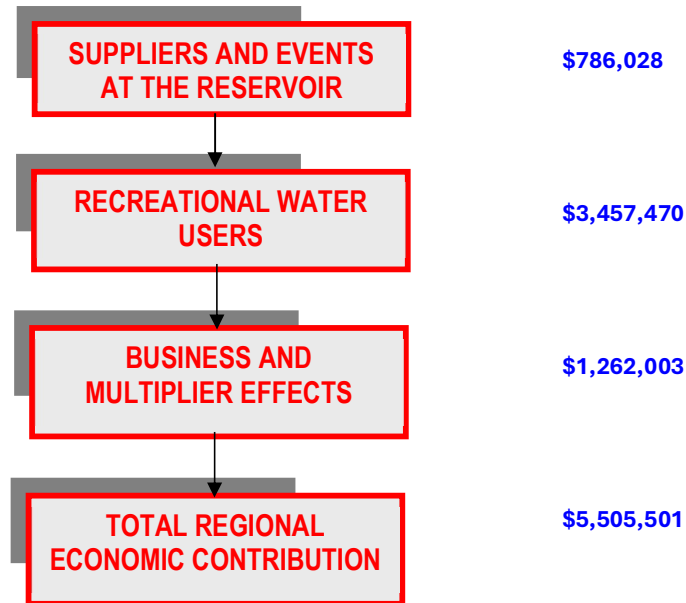 SUPPLIERS AND EVENTS
AT THE RESERVOIR
$786,028
RECREATIONAL WATER
USERS
$3,457,470
BUSINESS AND
MULTIPLIER EFFECTS
$1,262,003
TOTAL REGIONAL
ECONOMIC CONTRIBUTION
$5,505,501